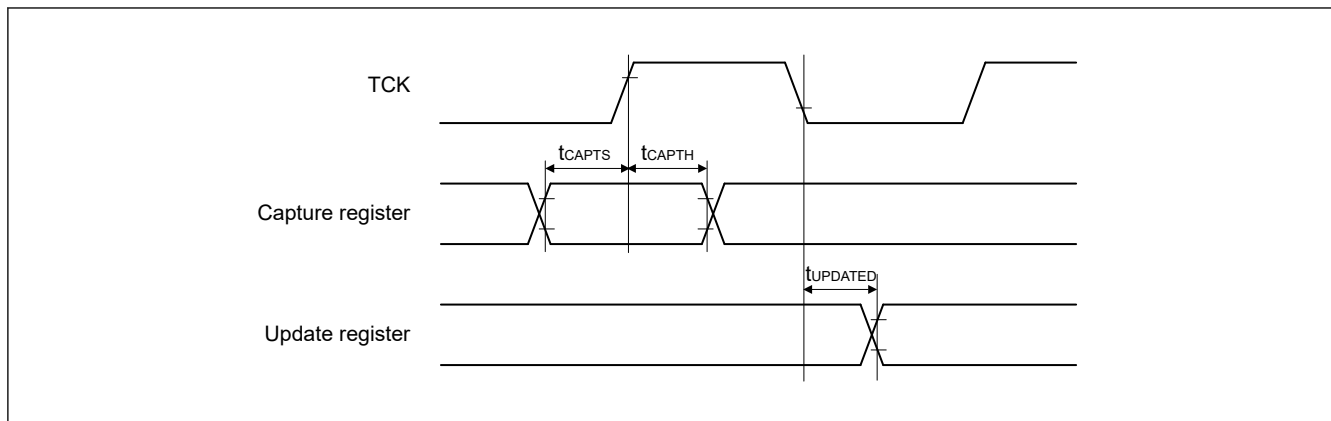 TCK
tCAPTS tCAPTH
Capture register
tUPDATED
Update register